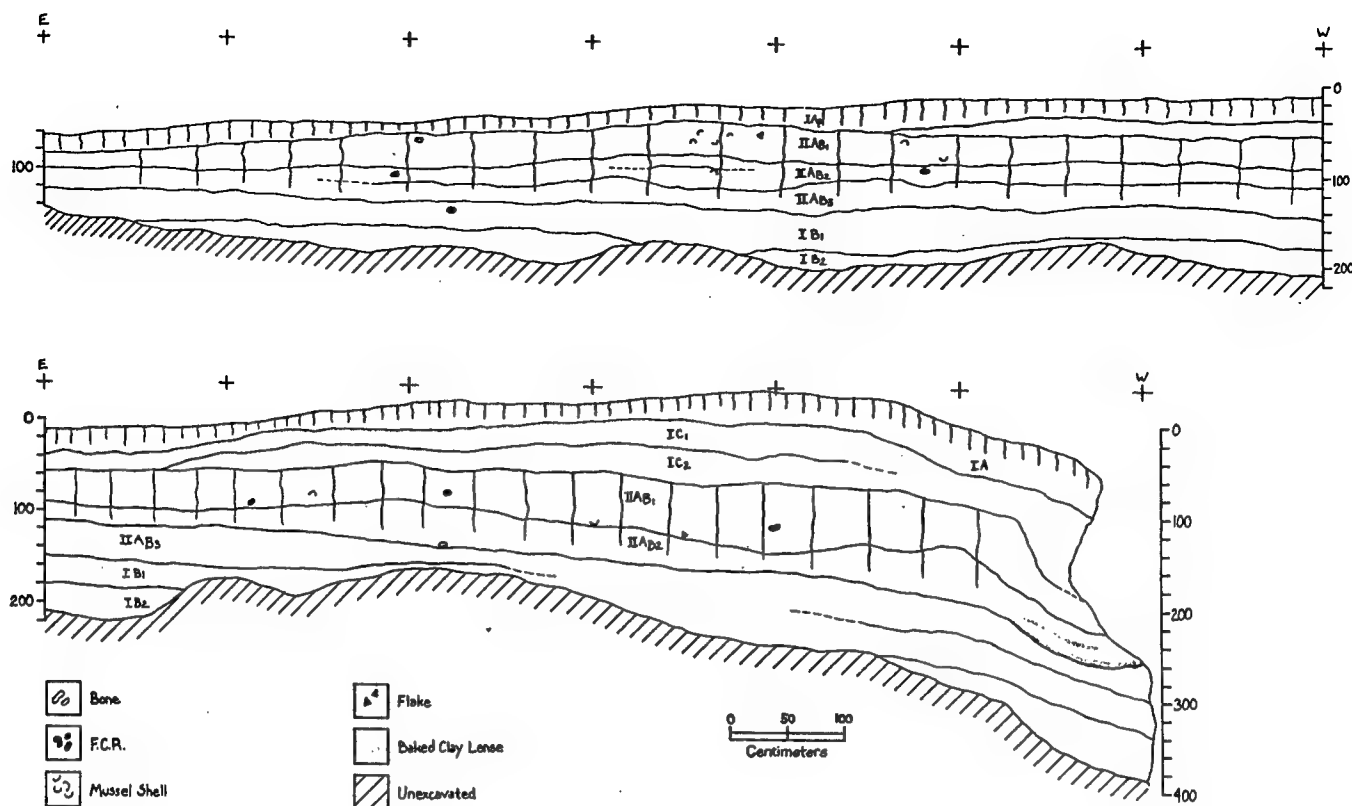 E
W
0
100
200
100
IAp
IIAB1
IIAB2
IIAB3
IB1
IB2
E
W
0
100
200
0
100
200
300
400
IC1
IC2
IA
IIAB1
IIAB2
IIAB3
IB1
IB2
Bone
F.C.R.
Mussel Shell
Flake
Baked Clay Lense
Unexcavated
0 50 100
Centimeters